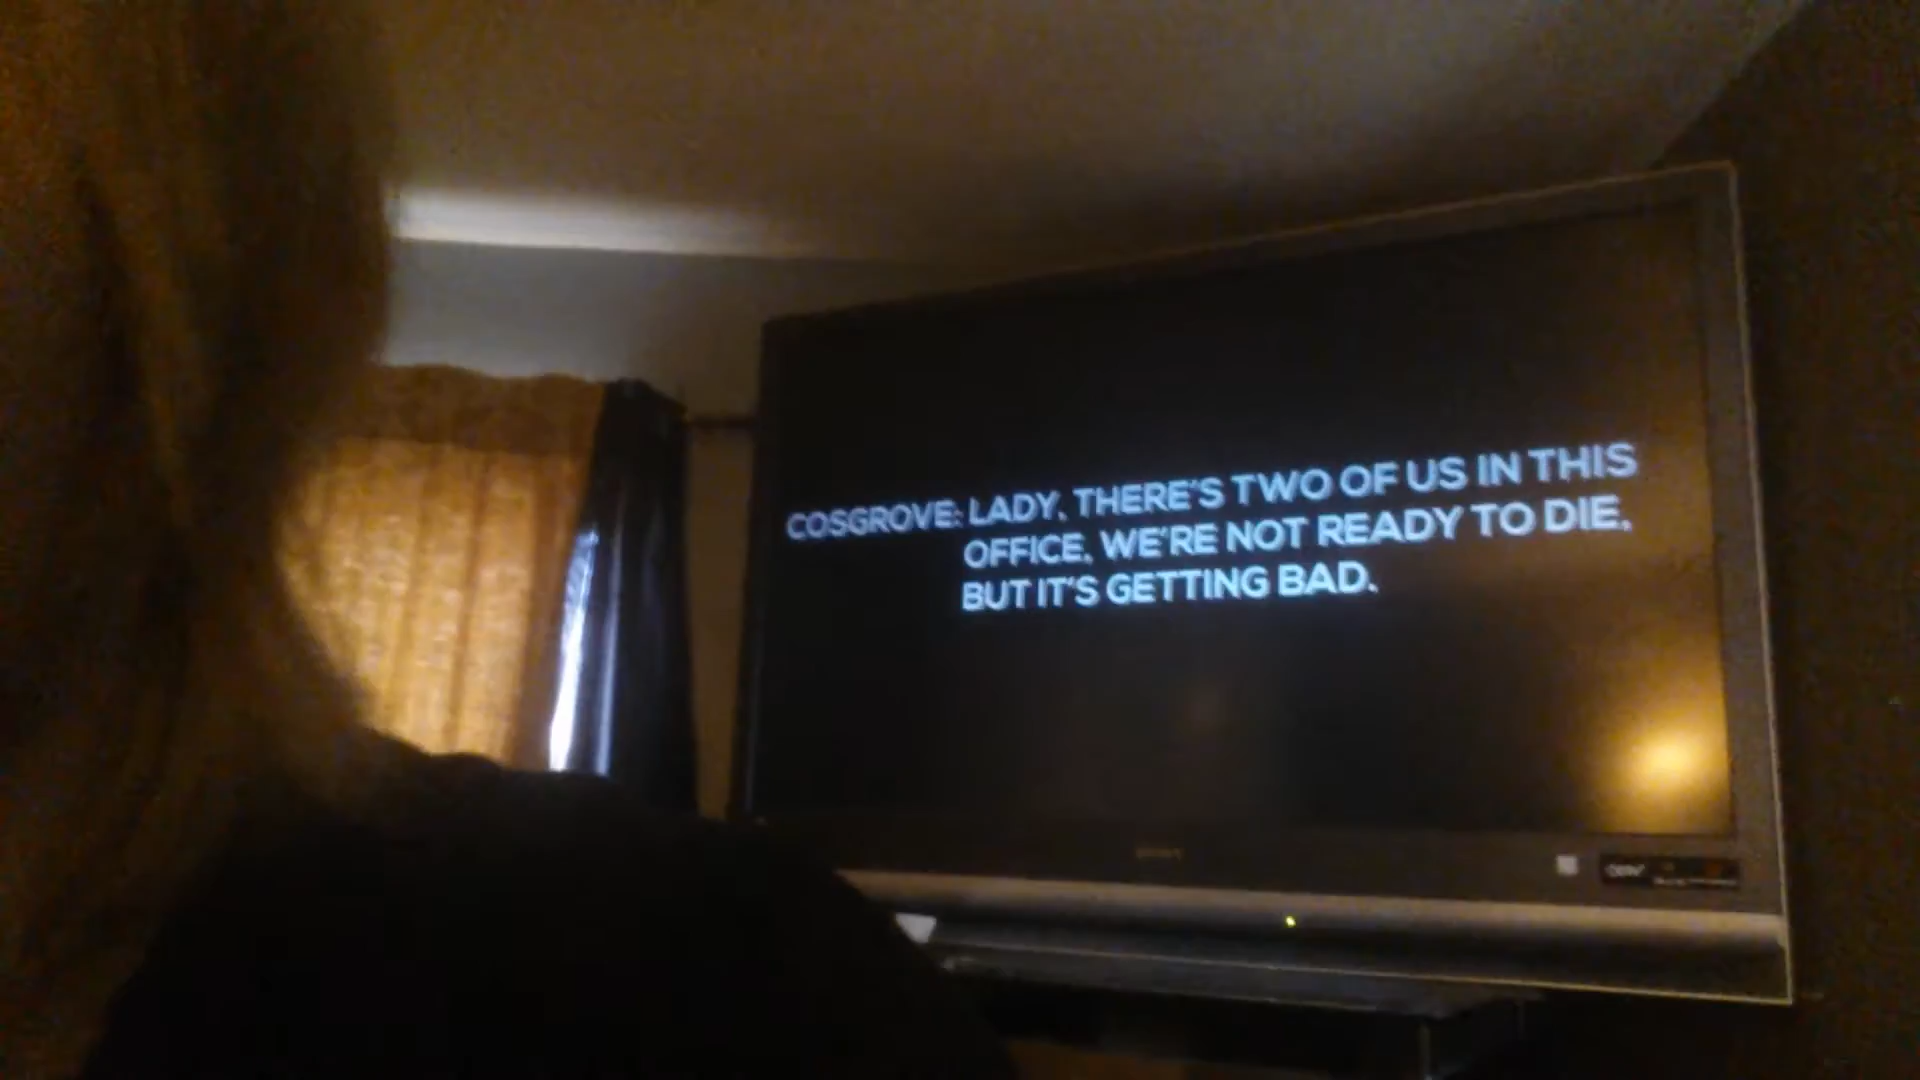 COSGROVE: LADY, THERE'S TWO OF US IN THIS
OFFICE, WE'RE NOT READY TO DIE,
BUT IT'S GETTING BAD.
SONY